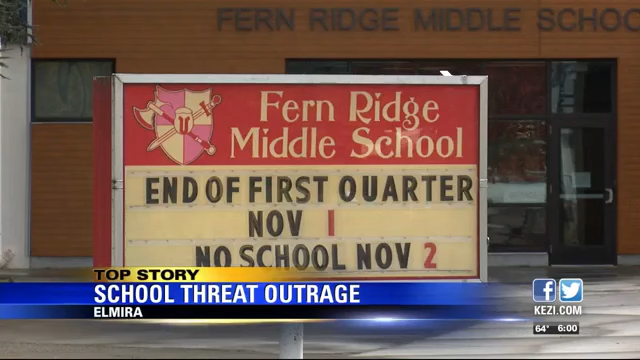 FERN RIDGE MIDDLE SCHOO
Fern Ridge
Middle School
END OF FIRST QUARTER
NOV 1
NO SCHOOL NOV 2
TOP STORY
SCHOOL THREAT OUTRAGE
ELMIRA
KEZI.COM
64° 6:00